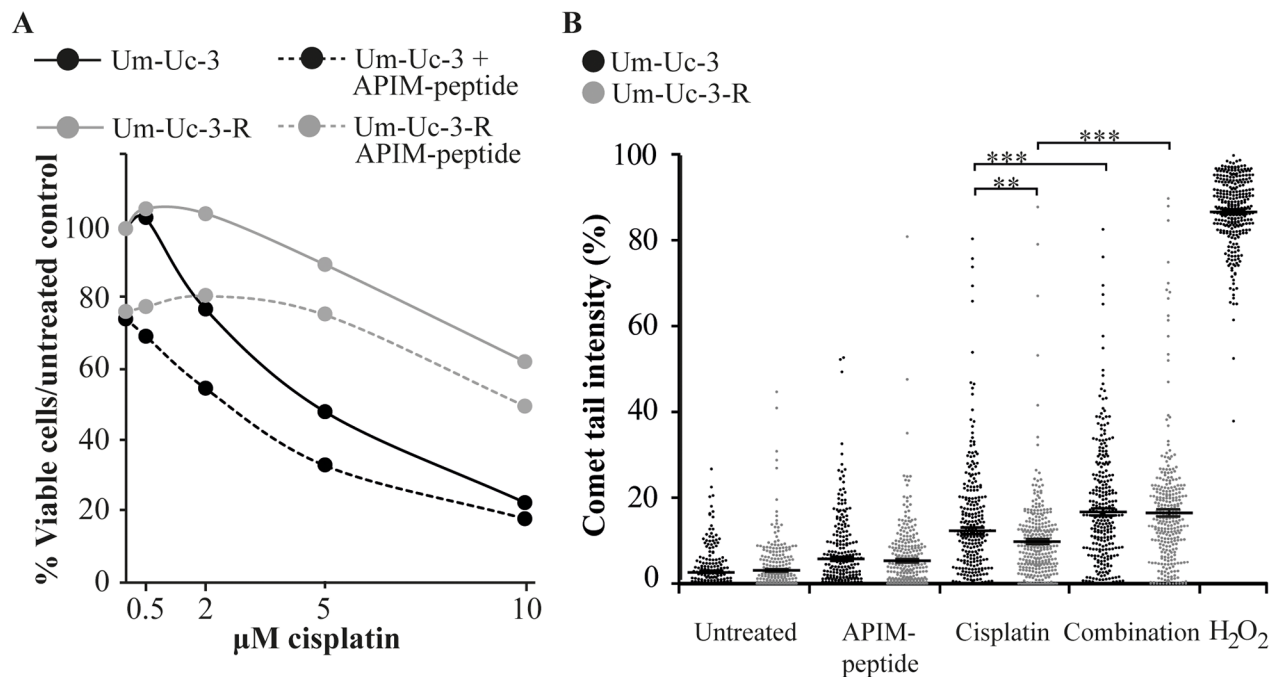 A
Um-Uc-3
Um-Uc-3 +
APIM-peptide
Um-Uc-3-R
Um-Uc-3-R
APIM-peptide
% Viable cells/untreated control
100
80
60
40
20
0
0.5
2
5
10
µM cisplatin
B
Um-Uc-3
Um-Uc-3-R
Comet tail intensity (%)
100
80
60
40
20
0
***
***
**
Untreated
APIM-
peptide
Cisplatin
Combination
H₂O₂